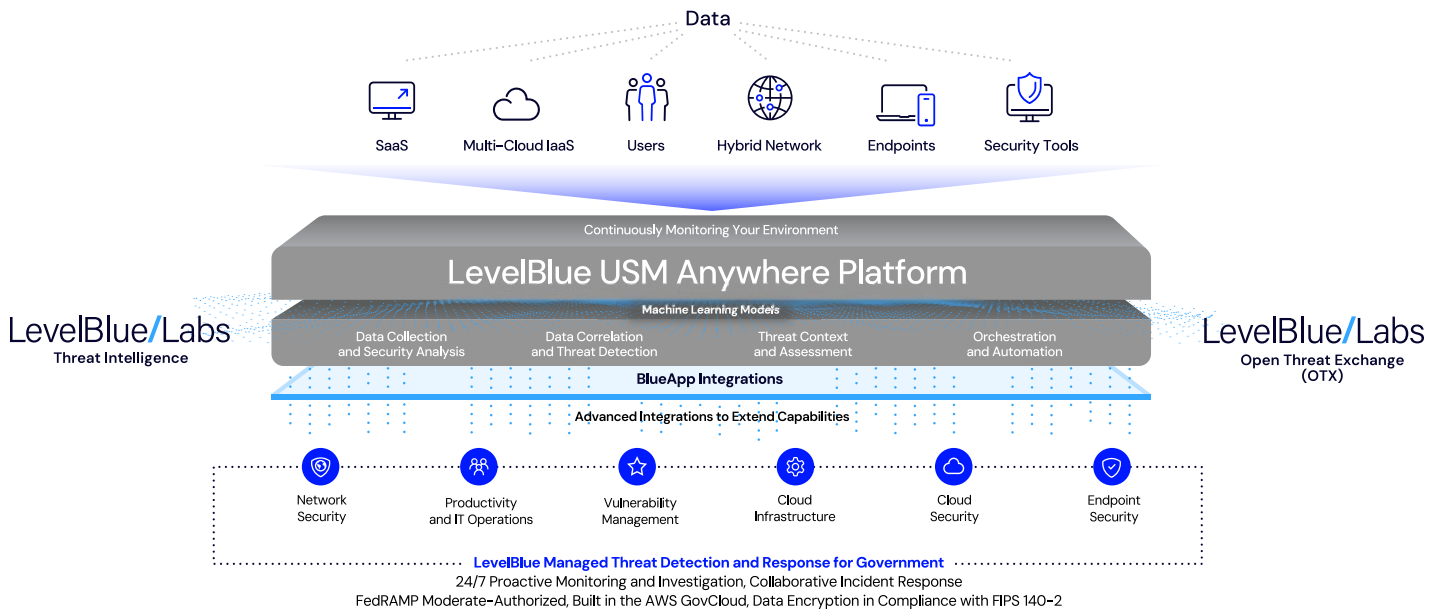 Data
SaaS
Multi-Cloud IaaS
Users
Hybrid Network
Endpoints
Security Tools
Continuously Monitoring Your Environment
LevelBlue USM Anywhere Platform
Machine Learning Models
Data Collection
and Security Analysis
Data Correlation
and Threat Detection
Threat Context
and Assessment
Orchestration
and Automation
LevelBlue/Labs
Threat Intelligence
LevelBlue/Labs
Open Threat Exchange
(OTX)
BlueApp Integrations
Advanced Integrations to Extend Capabilities
Network
Security
Productivity
and IT Operations
Vulnerability
Management
Cloud
Infrastructure
Cloud
Security
Endpoint
Security
LevelBlue Managed Threat Detection and Response for Government
24/7 Proactive Monitoring and Investigation, Collaborative Incident Response
FedRAMP Moderate-Authorized, Built in the AWS GovCloud, Data Encryption in Compliance with FIPS 140-2